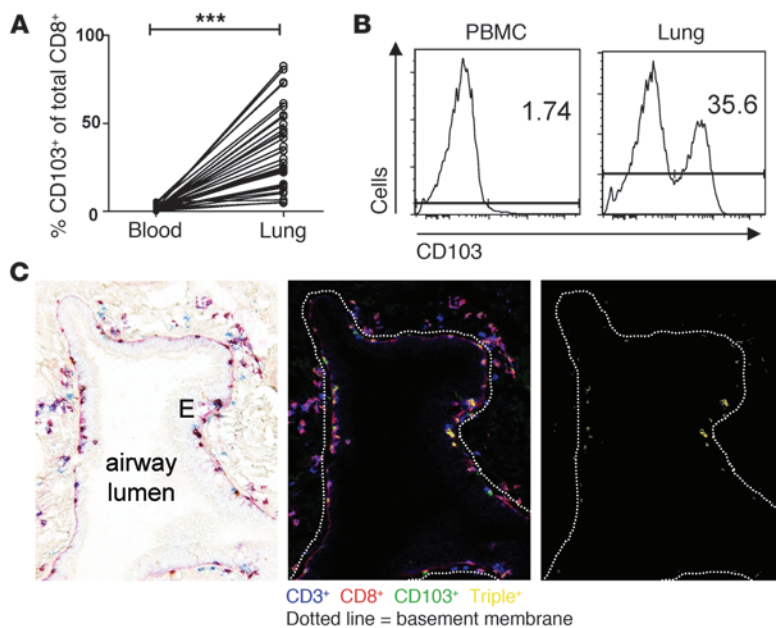 A
***
% CD103⁺ of total CD8⁺
100
50
0
Blood
Lung
B
PBMC
Lung
1.74
35.6
Cells
CD103
C
E
airway
lumen
CD3⁺ CD8⁺ CD103⁺ Triple⁺
Dotted line = basement membrane